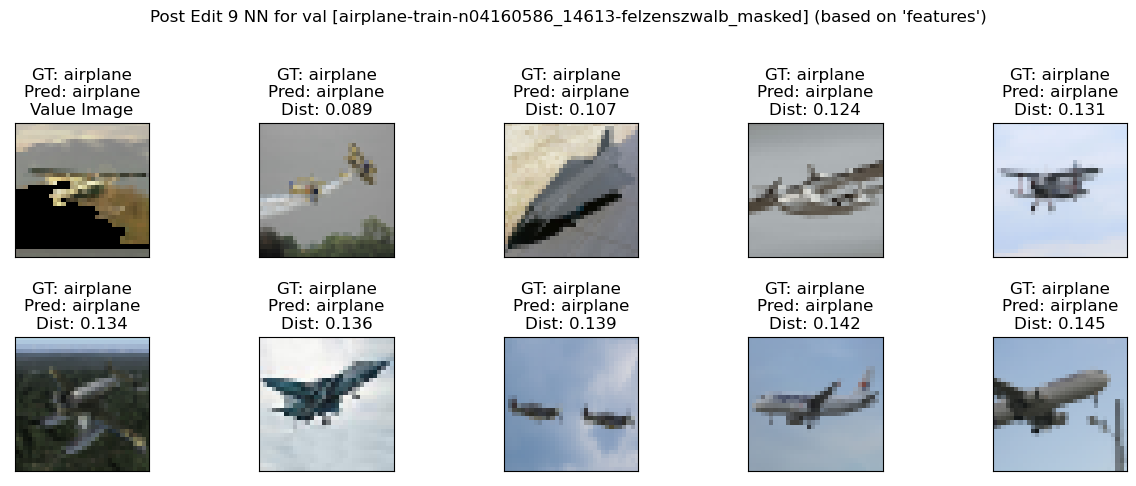 Post Edit 9 NN for val [airplane-train-n04160586_14613-felzenszwalb_masked] (based on 'features')
GT: airplane
Pred: airplane
Value Image
GT: airplane
Pred: airplane
Dist: 0.089
GT: airplane
Pred: airplane
Dist: 0.107
GT: airplane
Pred: airplane
Dist: 0.124
GT: airplane
Pred: airplane
Dist: 0.131
GT: airplane
Pred: airplane
Dist: 0.134
GT: airplane
Pred: airplane
Dist: 0.136
GT: airplane
Pred: airplane
Dist: 0.139
GT: airplane
Pred: airplane
Dist: 0.142
GT: airplane
Pred: airplane
Dist: 0.145